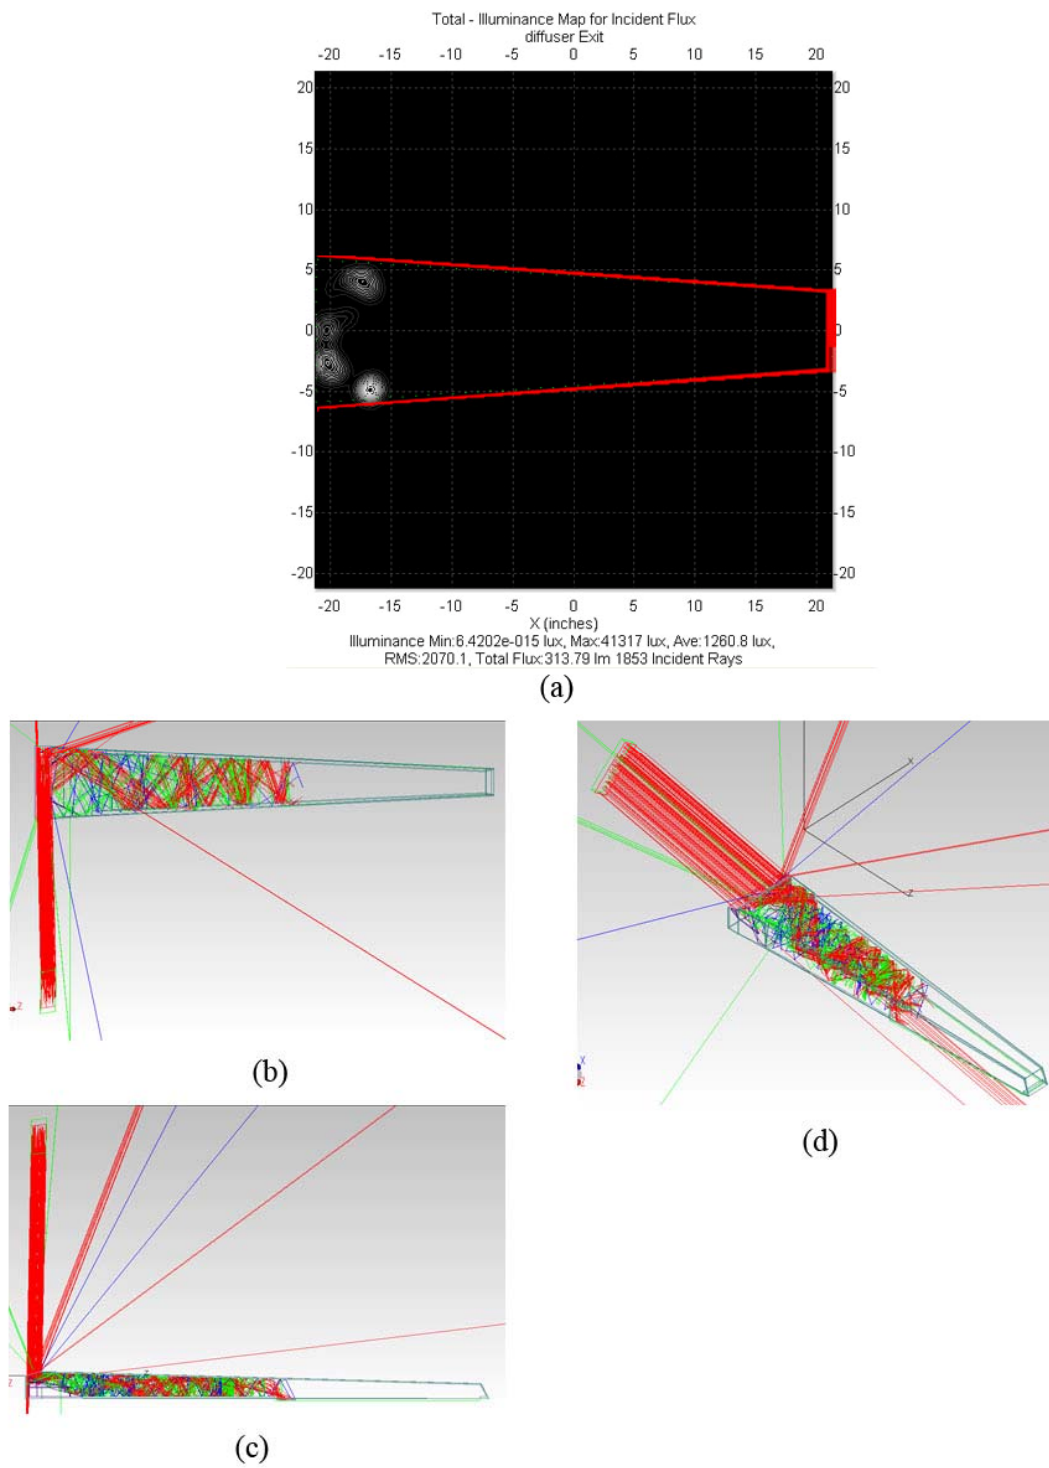 Total - Illuminance Map for Incident Flux
diffuser Exit
-20 -15 -10 -5 0 5 10 15 20
20 20
15 15
10 10
5 5
0 0
-5 -5
-10 -10
-15 -15
-20 -20
-20 -15 -10 -5 0 5 10 15 20
X (inches)
Illuminance Min:6.4202e-015 lux, Max:41317 lux, Ave:1260.8 lux,
RMS:2070.1, Total Flux:313.79 lm 1853 Incident Rays
(a)
Z
(b)
X
Z
X
Z
(d)
Z
(c)